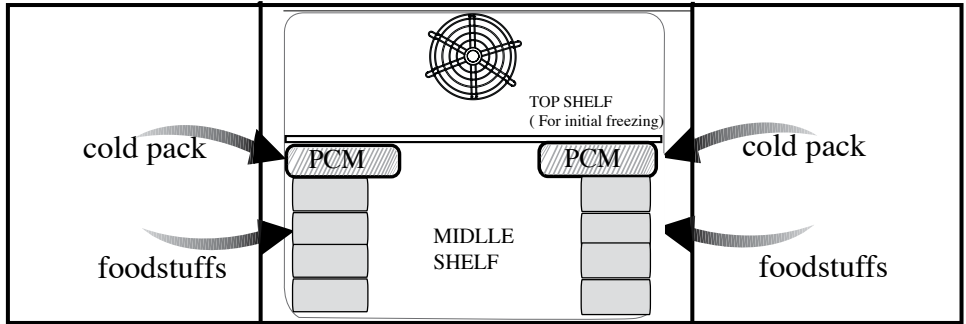 TOP SHELF
( For initial freezing)
cold pack
PCM
PCM
cold pack
MIDLLE
SHELF
foodstuffs
foodstuffs